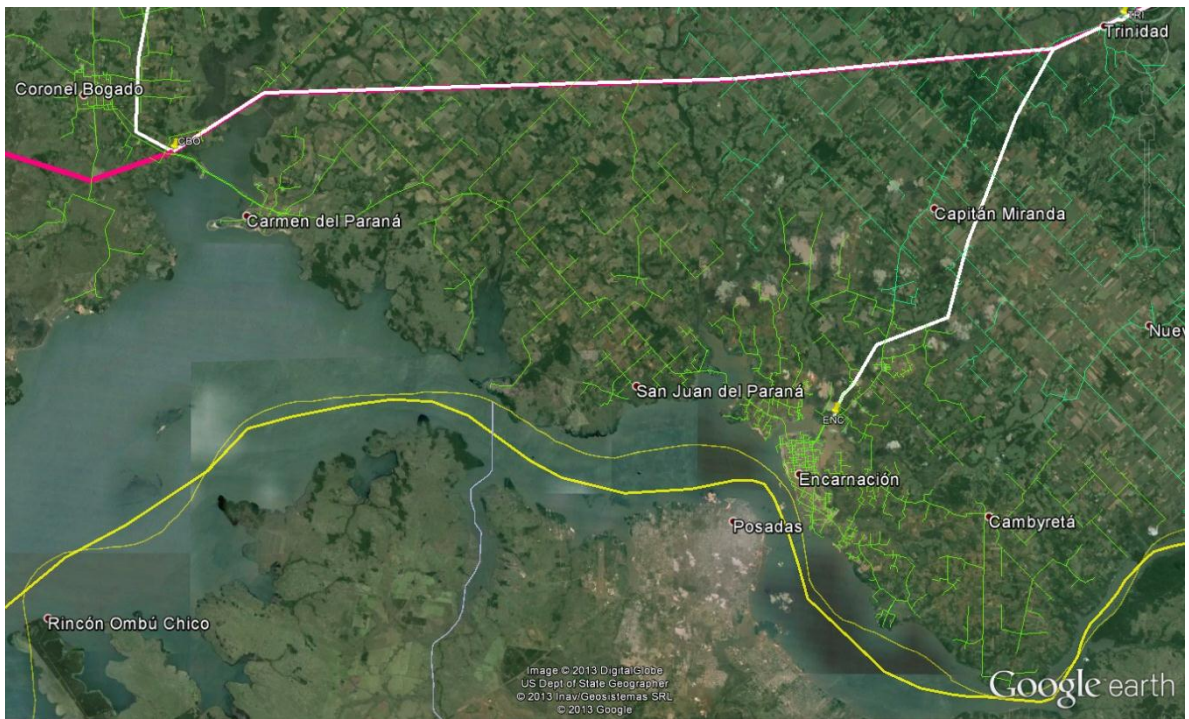 TRI
Trinidad
Coronel Bogado
CBO
Carmen del Paraná
Capitán Miranda
Nuev
San Juan del Paraná
ENC
Encarnación
Posadas
Cambyretá
Rincón Ombú Chico
Image © 2013 DigitalGlobe
US Dept of State Geographer
© 2013 Inav/Geosistemas SRL
© 2013 Google
Google earth